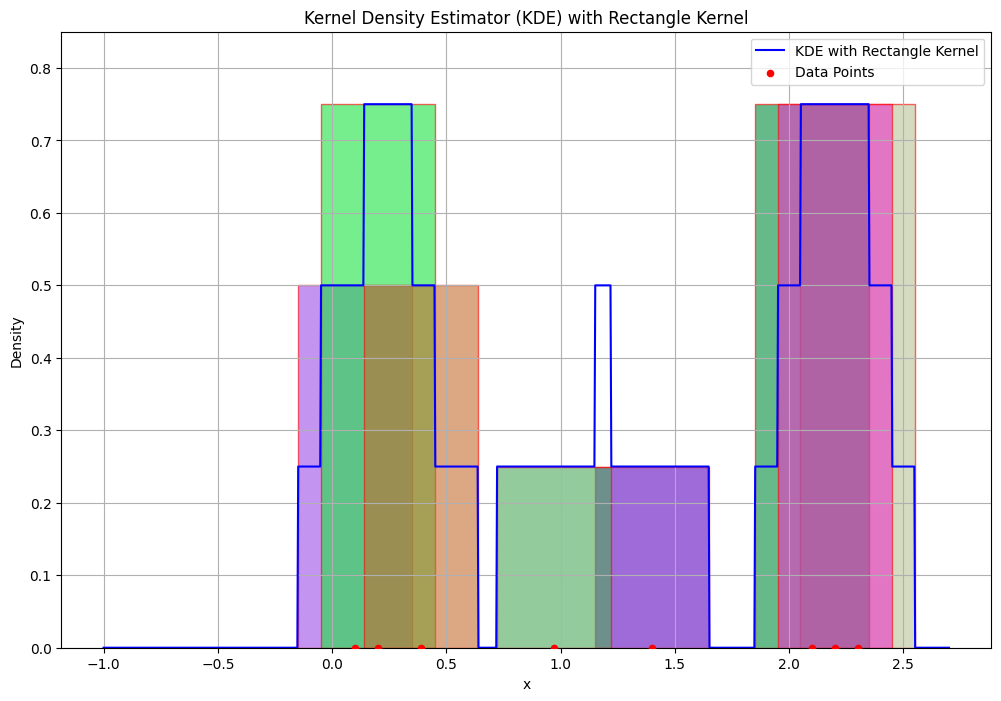 Kernel Density Estimator (KDE) with Rectangle Kernel
KDE with Rectangle Kernel
Data Points
Density
0.8
0.7
0.6
0.5
0.4
0.3
0.2
0.1
0.0
−1.0 −0.5 0.0 0.5 1.0 1.5 2.0 2.5
x